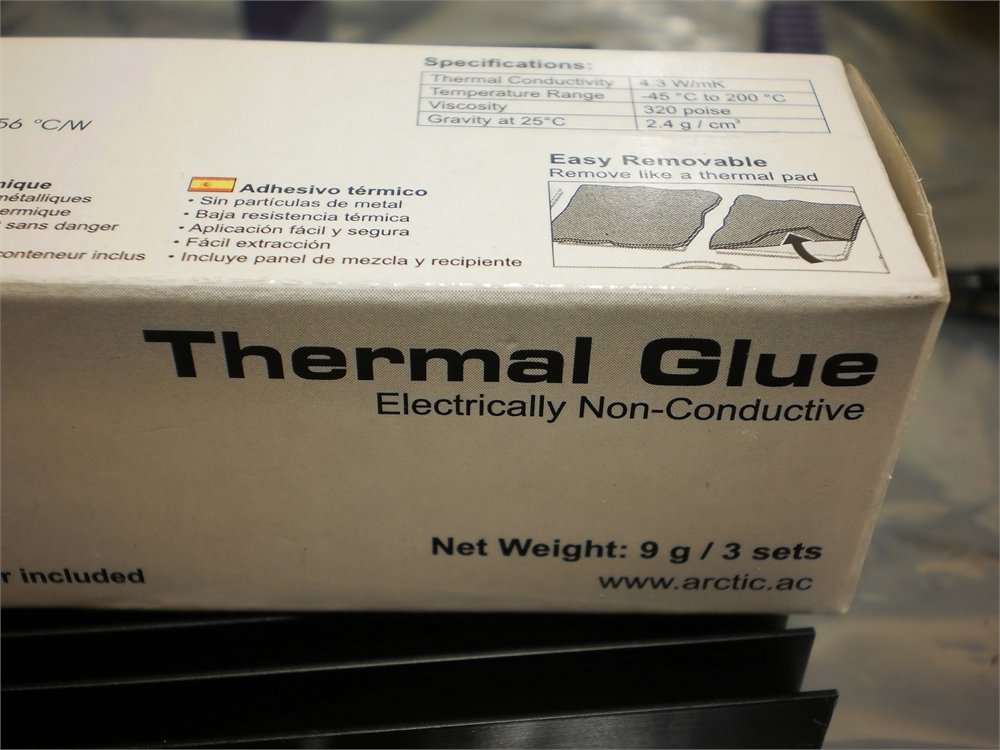 Specifications:
Thermal Conductivity 4.3 W/mK
Temperature Range -45 °C to 200 °C
Viscosity 320 poise
Gravity at 25°C 2.4 g / cm³
56 °C/W
Easy Removable
Remove like a thermal pad
nique
métalliques
ermique
sans danger
conteneur inclus
Adhesivo térmico
• Sin partículas de metal
• Baja resistencia térmica
• Aplicación fácil y segura
• Fácil extracción
• Incluye panel de mezcla y recipiente
Thermal Glue
Electrically Non-Conductive
Net Weight: 9 g / 3 sets
www.arctic.ac
r included